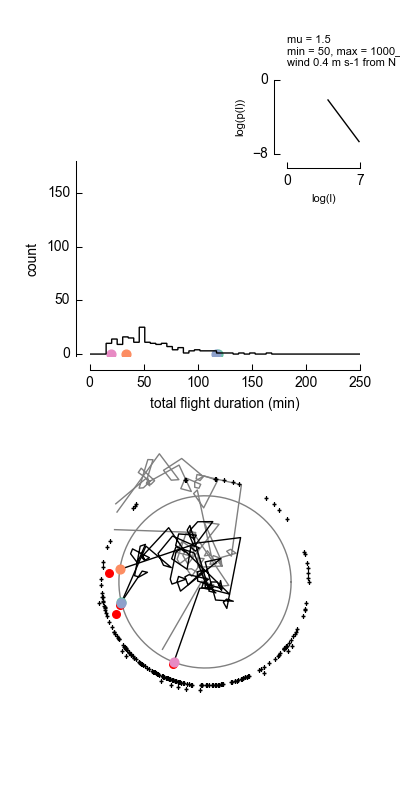 mu = 1.5
min = 50, max = 1000_
wind 0.4 m s-1 from N
0
log(p(l))
−8
0 7
log(l)
150
100
50
0
count
0 50 100 150 200 250
total flight duration (min)